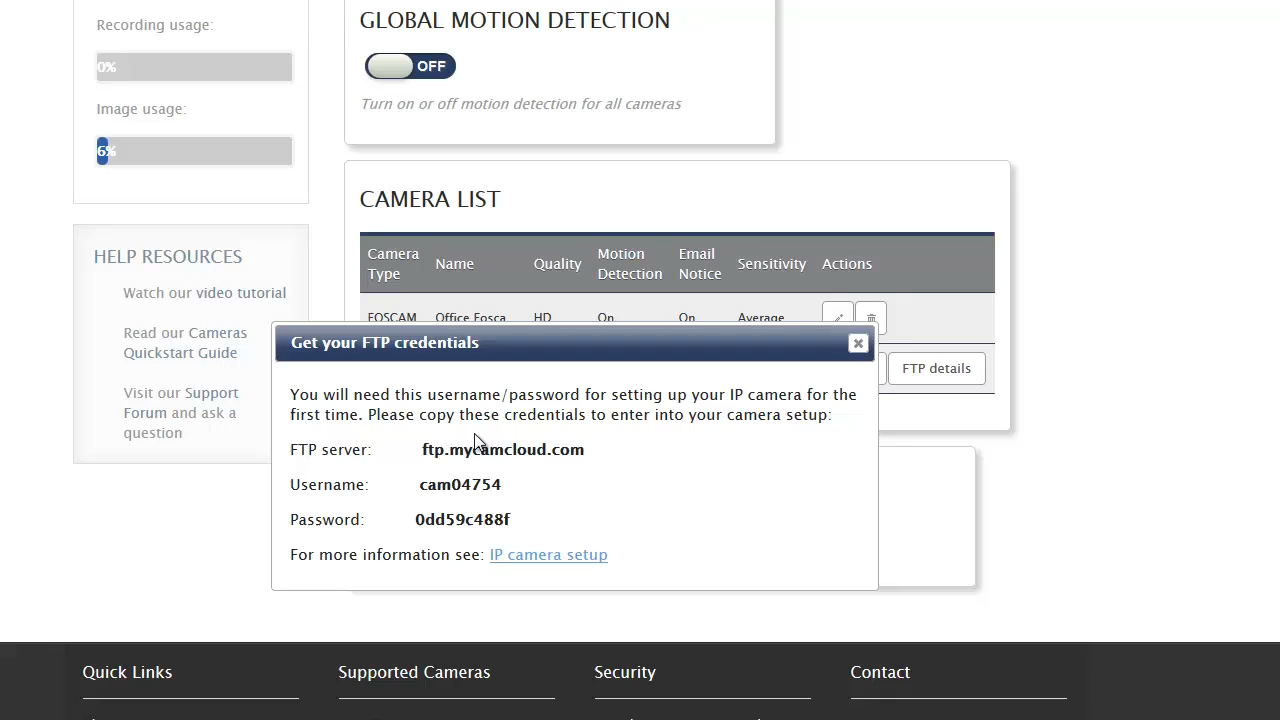 Recording usage:
0%
Image usage:
6%
HELP RESOURCES
Watch our video tutorial
Read our Cameras
Quickstart Guide
Visit our Support
Forum and ask a
question
GLOBAL MOTION DETECTION
OFF
Turn on or off motion detection for all cameras
CAMERA LIST
Camera Type Name Quality Motion Detection Email Notice Sensitivity Actions
FOSCAM Office Fosca HD On On Average
FTP details
Get your FTP credentials
You will need this username/password for setting up your IP camera for the
first time. Please copy these credentials to enter into your camera setup:
FTP server: ftp.mycamcloud.com
Username: cam04754
Password: 0dd59c488f
For more information see: IP camera setup
Quick Links Supported Cameras Security Contact